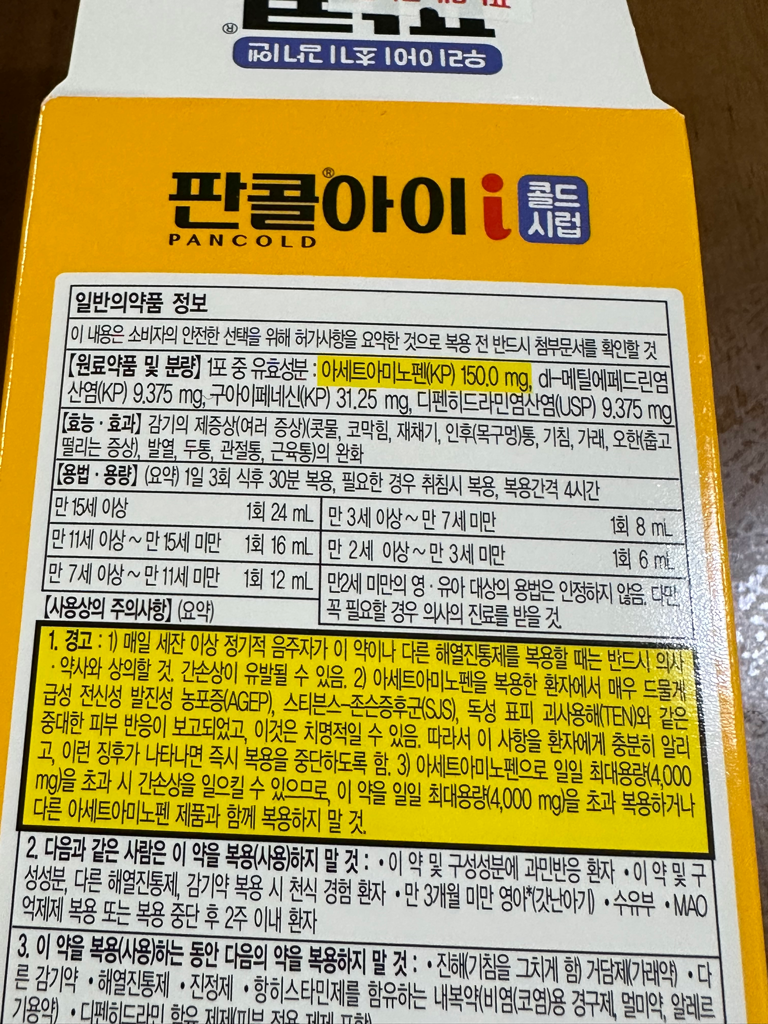 우리 아이 초기 감기엔
®
판콜®아이 i 콜드 시럽
PANCOLD
일반의약품 정보
이 내용은 소비자의 안전한 선택을 위해 허가사항을 요약한 것으로 복용 전 반드시 첨부문서를 확인할 것
【원료약품 및 분량】 1포 중 유효성분 : 아세트아미노펜(KP) 150.0 mg, dl-메틸에페드린염
산염(KP) 9.375 mg, 구아이페네신(KP) 31.25 mg, 디펜히드라민염산염(USP) 9.375 mg
【효능·효과】 감기의 제증상(여러 증상)(콧물, 코막힘, 재채기, 인후(목구멍)통, 기침, 가래, 오한(춥고
떨리는 증상), 발열, 두통, 관절통, 근육통)의 완화
【용법·용량】 (요약) 1일 3회 식후 30분 복용, 필요한 경우 취침시 복용, 복용간격 4시간
만 15세 이상 1회 24 mL
만 11세 이상 ~ 만 15세 미만 1회 16 mL
만 7세 이상 ~ 만 11세 미만 1회 12 mL
만 3세 이상 ~ 만 7세 미만 1회 8 mL
만 2세 이상 ~ 만 3세 미만 1회 6 mL
만2세 미만의 영·유아 대상의 용법은 인정하지 않음. 다만,
꼭 필요할 경우 의사의 진료를 받을 것.
【사용상의 주의사항】 (요약)
1. 경고 : 1) 매일 세잔 이상 정기적 음주자가 이 약이나 다른 해열진통제를 복용할 때는 반드시 의사
·약사와 상의할 것. 간손상이 유발될 수 있음. 2) 아세트아미노펜을 복용한 환자에서 매우 드물게
급성 전신성 발진성 농포증(AGEP), 스티븐스-존슨증후군(SJS), 독성 표피 괴사용해(TEN)와 같은
중대한 피부 반응이 보고되었고, 이것은 치명적일 수 있음. 따라서 이 사항을 환자에게 충분히 알리
고, 이런 징후가 나타나면 즉시 복용을 중단하도록 함. 3) 아세트아미노펜으로 일일 최대용량(4,000
mg)을 초과 시 간손상을 일으킬 수 있으므로, 이 약을 일일 최대용량(4,000 mg)을 초과 복용하거나
다른 아세트아미노펜 제품과 함께 복용하지 말 것.
2. 다음과 같은 사람은 이 약을 복용(사용)하지 말 것 : •이 약 및 구성성분에 과민반응 환자 •이 약 및 구
성성분, 다른 해열진통제, 감기약 복용 시 천식 경험 환자 •만 3개월 미만 영아*(갓난아기) •수유부 •MAO
억제제 복용 또는 복용 중단 후 2주 이내 환자
3. 이 약을 복용(사용)하는 동안 다음의 약을 복용하지 말 것 : •진해(기침을 그치게 함) 거담제(가래약) •다
른 감기약 •해열진통제 •진정제 •항히스타민제를 함유하는 내복약(비염(코염)용 경구제, 멀미약, 알레르
기용약) •디펜히드라민 함유 제제(피부 적용 제제 포함)